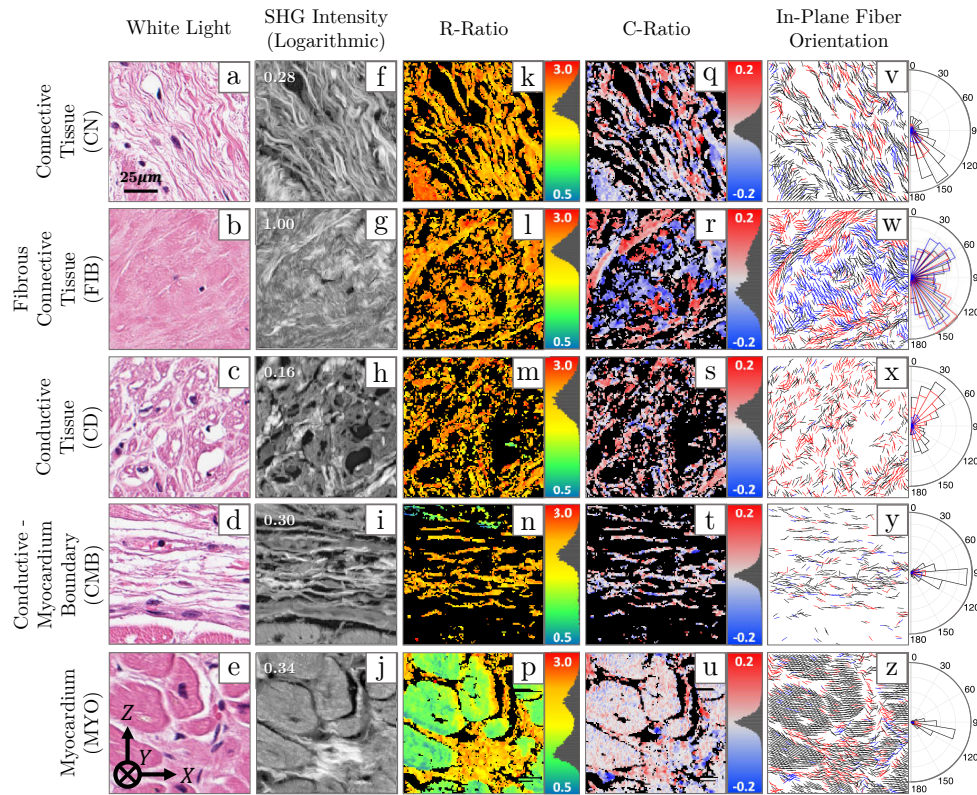 White Light
SHG Intensity
(Logarithmic)
R-Ratio
C-Ratio
In-Plane Fiber
Orientation
Connective
Tissue
(CN)
a
25μm
0.28
f
k
3.0
0.5
q
0.2
-0.2
v
0
30
60
90
120
150
180
Fibrous
Connective
Tissue
(FIB)
b
1.00
g
l
3.0
0.5
r
0.2
-0.2
w
0
30
60
90
120
150
180
Conductive
Tissue
(CD)
c
0.16
h
m
3.0
0.5
s
0.2
-0.2
x
0
30
60
90
120
150
180
Conductive -
Myocardium
Boundary
(CMB)
d
0.30
i
n
3.0
0.5
t
0.2
-0.2
y
0
30
60
90
120
150
180
Myocardium
(MYO)
e
Z
Y
X
0.34
j
p
3.0
0.5
u
0.2
-0.2
z
0
30
60
90
120
150
180